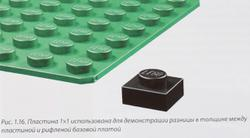 Рис. 1.16. Пластина 1×1 использована для демонстрации разницы в толщине между
пластиной и рифленой базовой платой